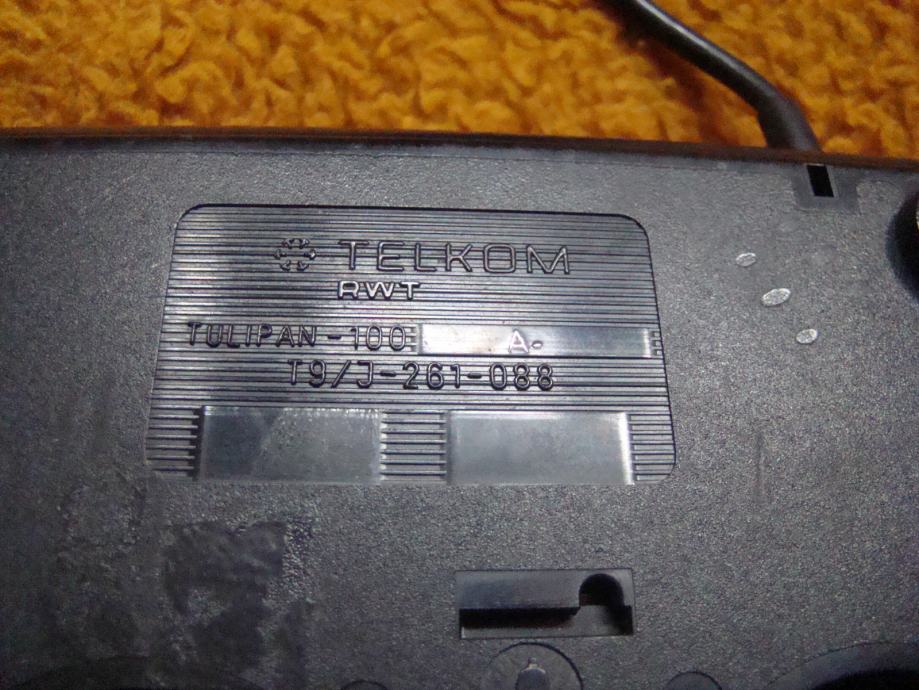 TELKOM
RWT
TULIPAN-100 A-
T9/J-261-088